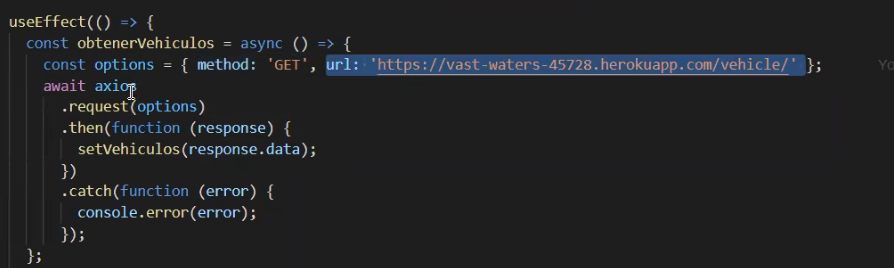 useEffect(() => {
const obtenerVehiculos = async () => {
const options = { method: 'GET', url: 'https://vast-waters-45728.herokuapp.com/vehicle/' };
await axios
.request(options)
.then(function (response) {
setVehiculos(response.data);
})
.catch(function (error) {
console.error(error);
});
};